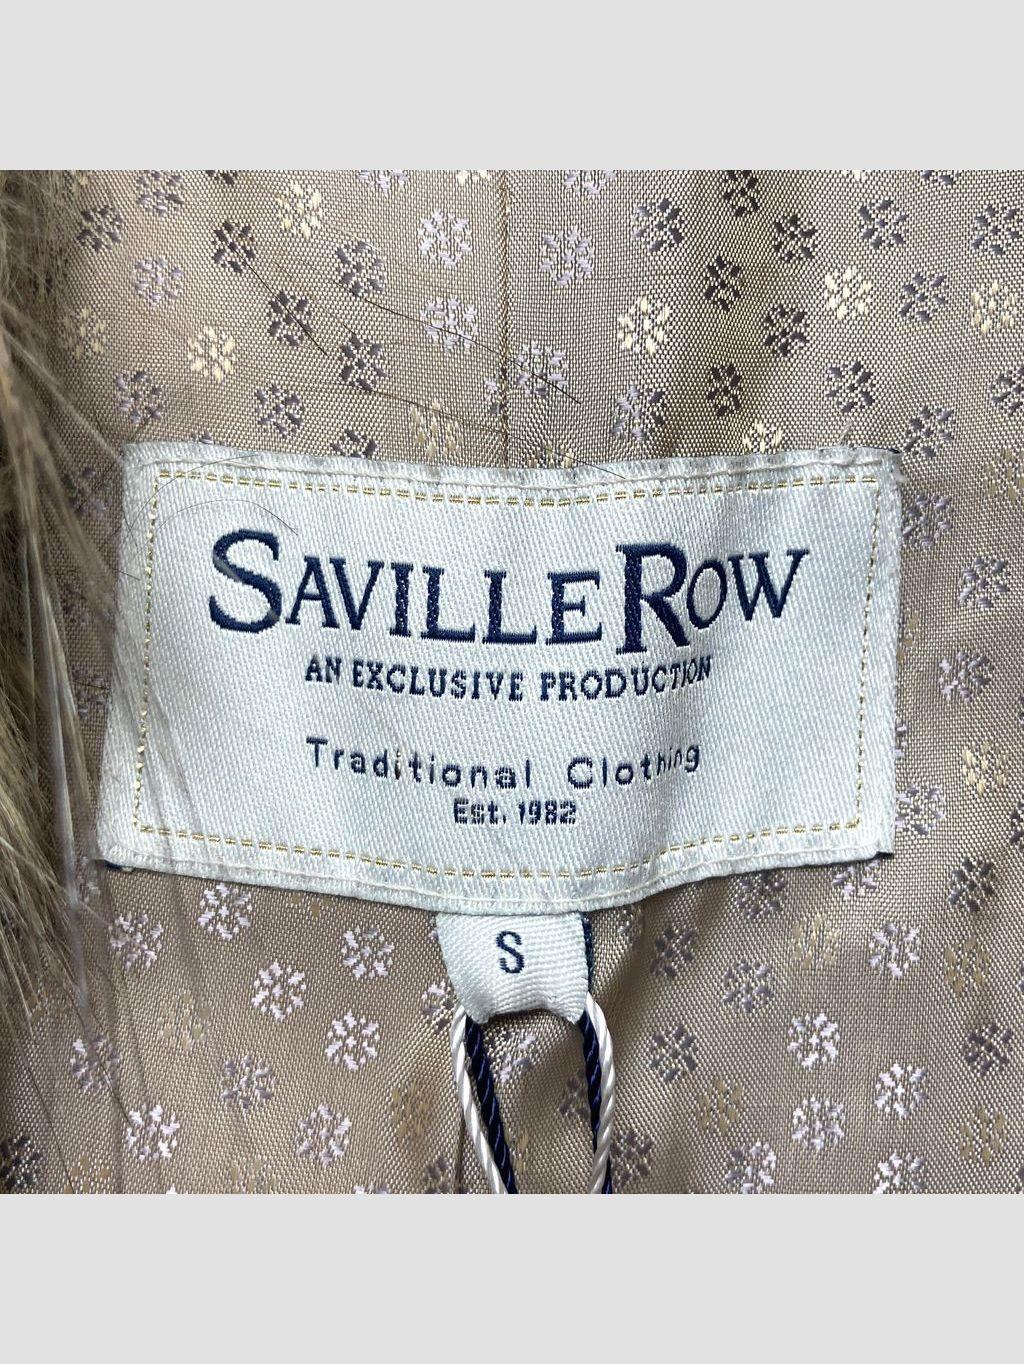 SAVILLE ROW
AN EXCLUSIVE PRODUCTION
Traditional Clothing
Est. 1982
S